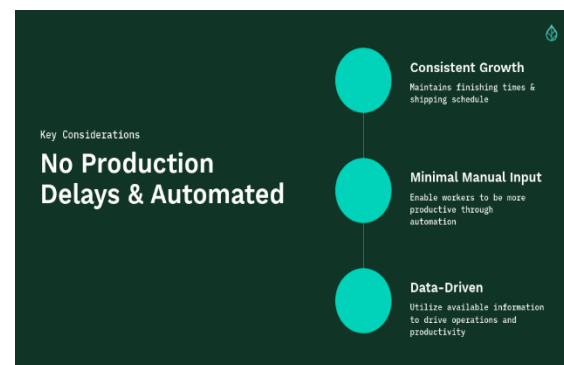 Key Considerations
No Production
Delays & Automated
Consistent Growth
Maintains finishing times &
shipping schedule
Minimal Manual Input
Enable workers to be more
productive through
automation
Data-Driven
Utilize available information
to drive operations and
productivity